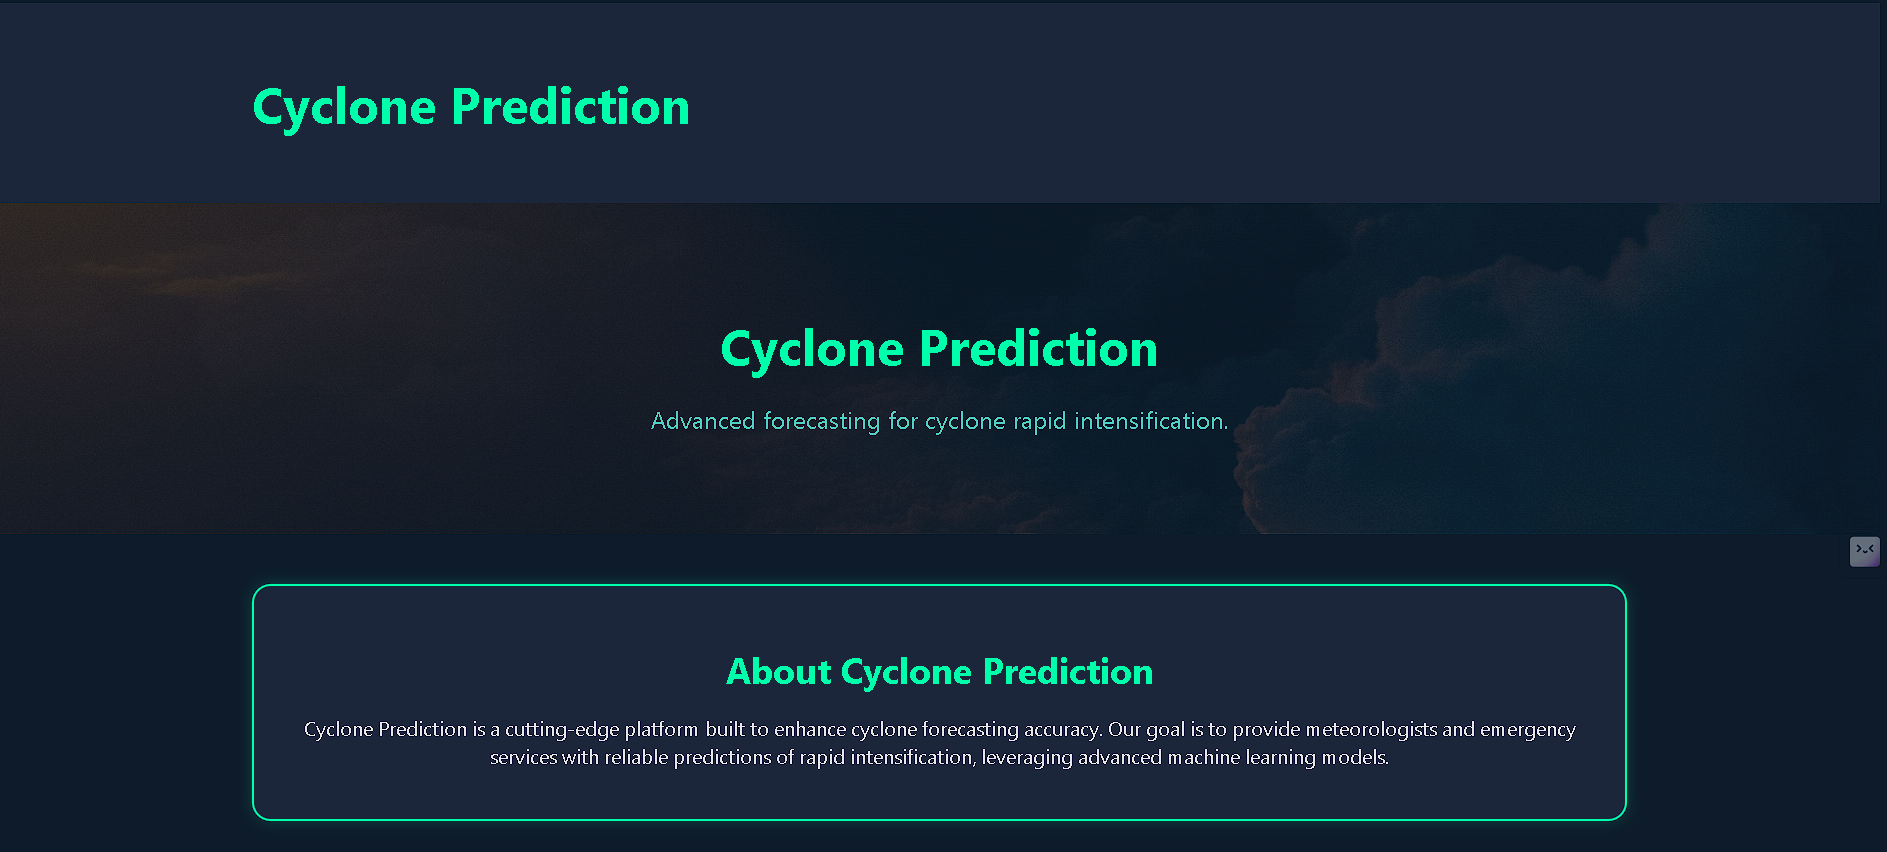 Cyclone Prediction
Cyclone Prediction
Advanced forecasting for cyclone rapid intensification.
About Cyclone Prediction
Cyclone Prediction is a cutting-edge platform built to enhance cyclone forecasting accuracy. Our goal is to provide meteorologists and emergency
services with reliable predictions of rapid intensification, leveraging advanced machine learning models.